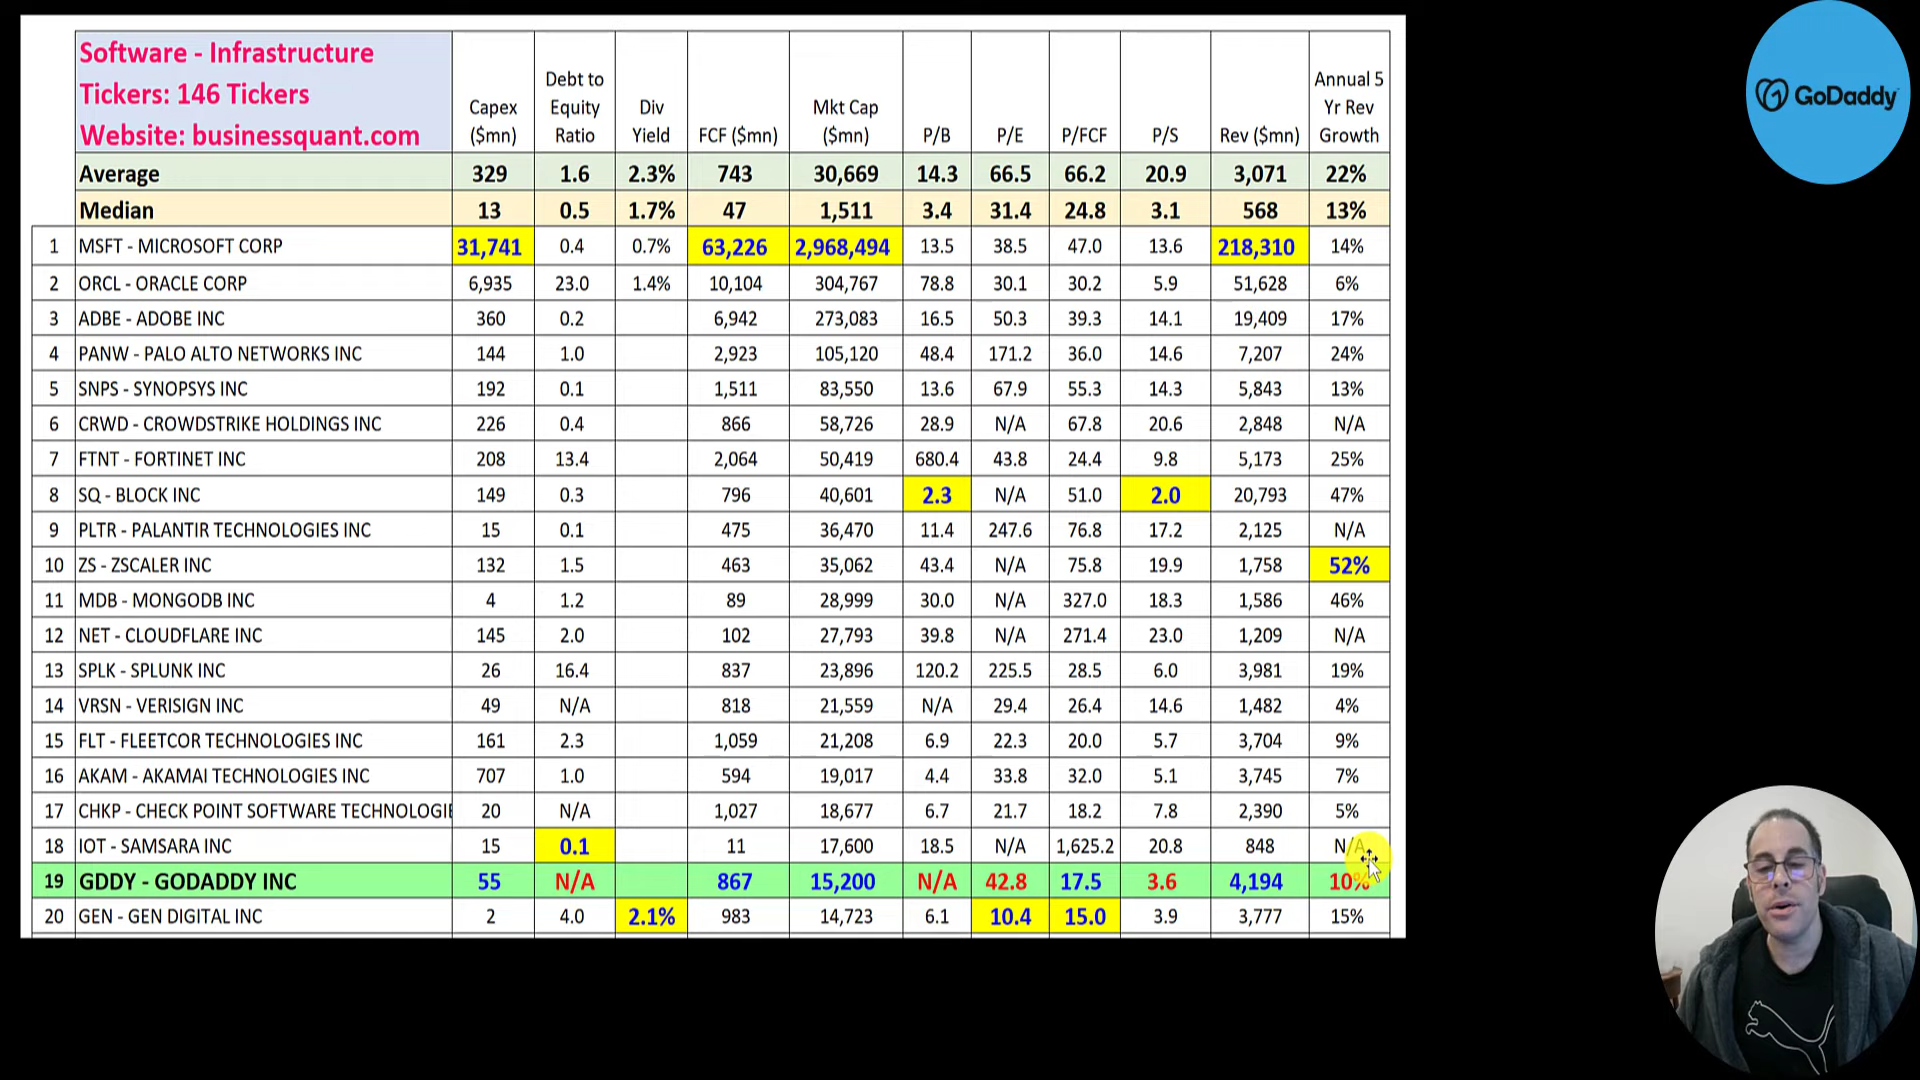 Software - Infrastructure
Tickers: 146 Tickers
Website: businessquant.com
Capex ($mn) Debt to Equity Ratio Div Yield FCF ($mn) Mkt Cap ($mn) P/B P/E P/FCF P/S Rev ($mn) Annual 5 Yr Rev Growth
Average 329 1.6 2.3% 743 30,669 14.3 66.5 66.2 20.9 3,071 22%
Median 13 0.5 1.7% 47 1,511 3.4 31.4 24.8 3.1 568 13%
1 MSFT - MICROSOFT CORP 31,741 0.4 0.7% 63,226 2,968,494 13.5 38.5 47.0 13.6 218,310 14%
2 ORCL - ORACLE CORP 6,935 23.0 1.4% 10,104 304,767 78.8 30.1 30.2 5.9 51,628 6%
3 ADBE - ADOBE INC 360 0.2 6,942 273,083 16.5 50.3 39.3 14.1 19,409 17%
4 PANW - PALO ALTO NETWORKS INC 144 1.0 2,923 105,120 48.4 171.2 36.0 14.6 7,207 24%
5 SNPS - SYNOPSYS INC 192 0.1 1,511 83,550 13.6 67.9 55.3 14.3 5,843 13%
6 CRWD - CROWDSTRIKE HOLDINGS INC 226 0.4 866 58,726 28.9 N/A 67.8 20.6 2,848 N/A
7 FTNT - FORTINET INC 208 13.4 2,064 50,419 680.4 43.8 24.4 9.8 5,173 25%
8 SQ - BLOCK INC 149 0.3 796 40,601 2.3 N/A 51.0 2.0 20,793 47%
9 PLTR - PALANTIR TECHNOLOGIES INC 15 0.1 475 36,470 11.4 247.6 76.8 17.2 2,125 N/A
10 ZS - ZSCALER INC 132 1.5 463 35,062 43.4 N/A 75.8 19.9 1,758 52%
11 MDB - MONGODB INC 4 1.2 89 28,999 30.0 N/A 327.0 18.3 1,586 46%
12 NET - CLOUDFLARE INC 145 2.0 102 27,793 39.8 N/A 271.4 23.0 1,209 N/A
13 SPLK - SPLUNK INC 26 16.4 837 23,896 120.2 225.5 28.5 6.0 3,981 19%
14 VRSN - VERISIGN INC 49 N/A 818 21,559 N/A 29.4 26.4 14.6 1,482 4%
15 FLT - FLEETCOR TECHNOLOGIES INC 161 2.3 1,059 21,208 6.9 22.3 20.0 5.7 3,704 9%
16 AKAM - AKAMAI TECHNOLOGIES INC 707 1.0 594 19,017 4.4 33.8 32.0 5.1 3,745 7%
17 CHKP - CHECK POINT SOFTWARE TECHNOLOGIE 20 N/A 1,027 18,677 6.7 21.7 18.2 7.8 2,390 5%
18 IOT - SAMSARA INC 15 0.1 11 17,600 18.5 N/A 1,625.2 20.8 848 N/A
19 GDDY - GODADDY INC 55 N/A 867 15,200 N/A 42.8 17.5 3.6 4,194 10%
20 GEN - GEN DIGITAL INC 2 4.0 2.1% 983 14,723 6.1 10.4 15.0 3.9 3,777 15%
GoDaddy